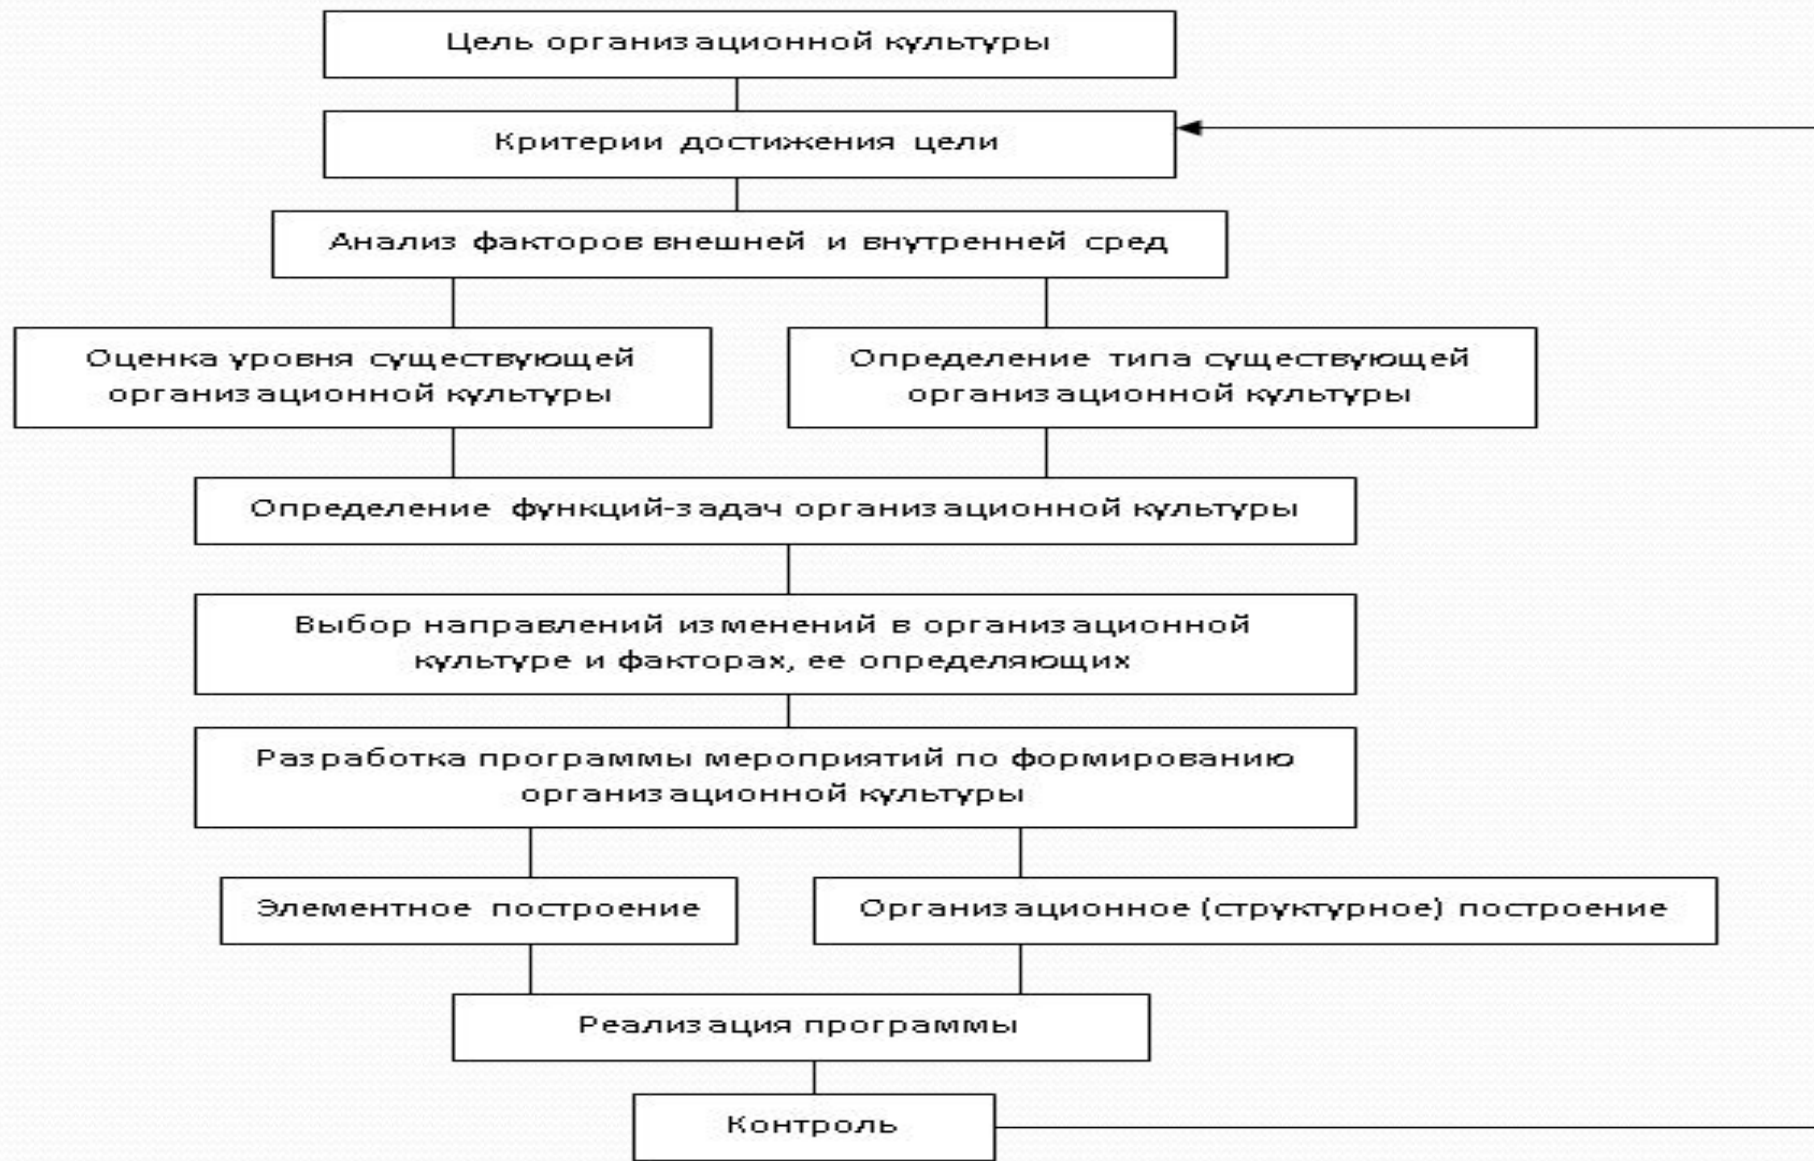 Цель организационной культуры
Критерии достижения цели
Анализ факторов внешней и внутренней сред
Оценка уровня существующей
организационной культуры
Определение типа существующей
организационной культуры
Определение функций-задач организационной культуры
Выбор направлений изменений в организационной
культуре и факторах, ее определяющих
Разработка программы мероприятий по формированию
организационной культуры
Элементное построение
Организационное (структурное) построение
Реализация программы
Контроль